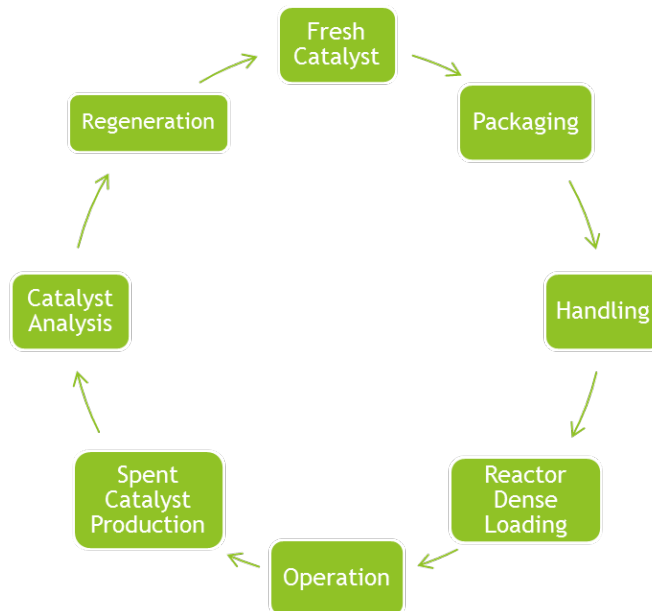 Fresh
Catalyst
Packaging
Handling
Reactor
Dense
Loading
Operation
Spent
Catalyst
Production
Catalyst
Analysis
Regeneration